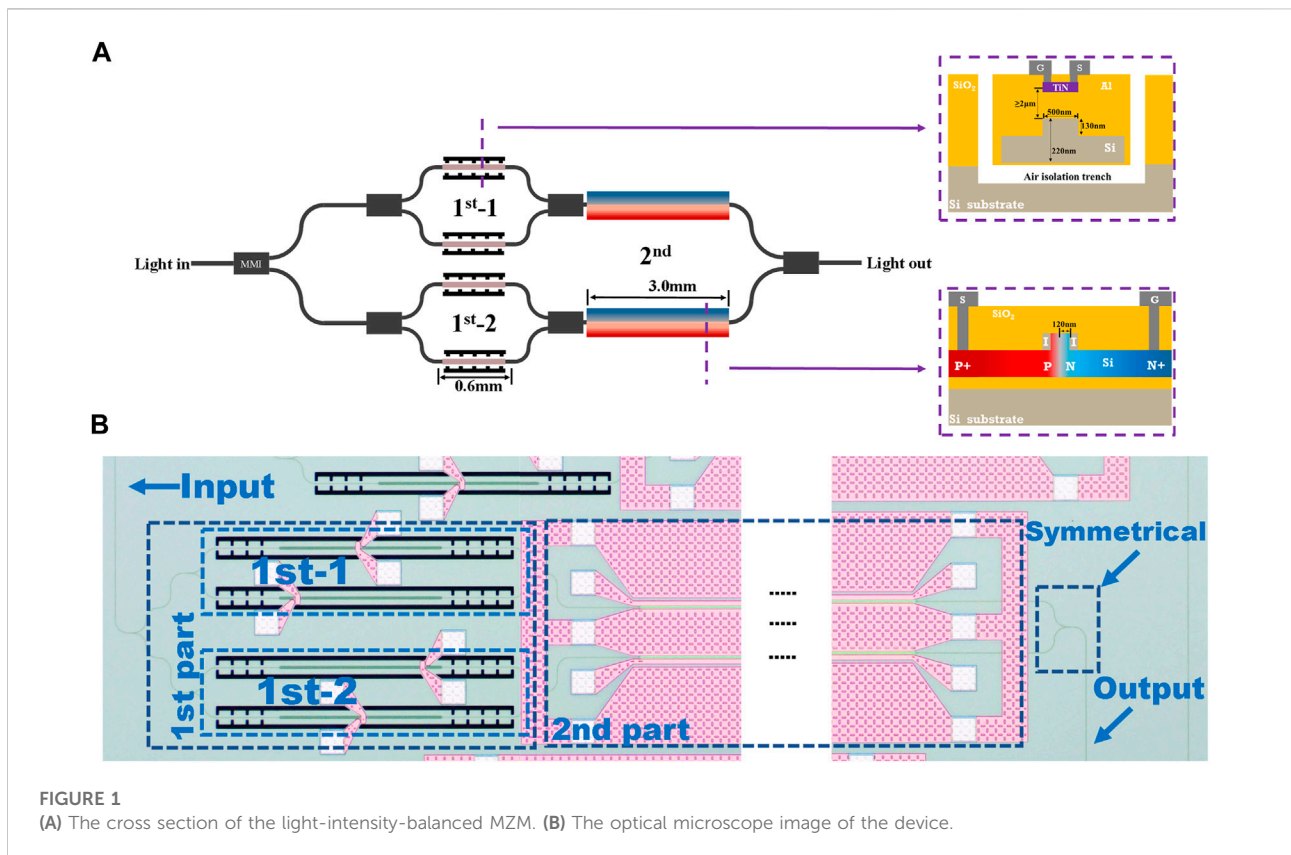 A
G S
SiO₂ TiN Al
≥2μm
500nm
130nm
Si
220nm
Air isolation trench
Si substrate
1st-1
Light in MMI 2nd Light out
3.0mm
1st-2
0.6mm
S G
SiO₂ 120nm
I I
P+ P N Si N+
Si substrate
B
Input
Symmetrical
1st-1
1st part
1st-2
2nd part
.....
.....
.....
Output
FIGURE 1
(A) The cross section of the light-intensity-balanced MZM. (B) The optical microscope image of the device.